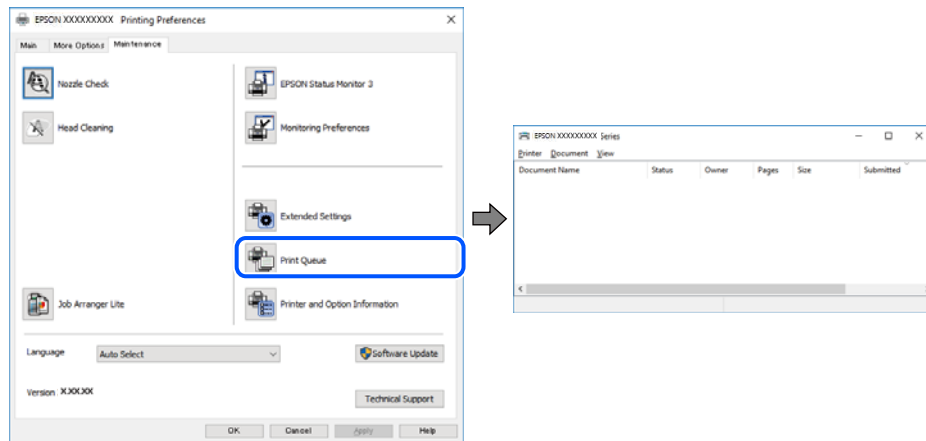 EPSON XXXXXXXXX Printing Preferences
Main More Options Maintenance
Nozzle Check
EPSON Status Monitor 3
Head Cleaning
Monitoring Preferences
Extended Settings
Print Queue
Job Arranger Lite
Printer and Option Information
Language Auto Select
Software Update
Version X.XX.XX
Technical Support
OK Cancel Apply Help
EPSON XXXXXXXXX Series
Printer Document View
Document Name Status Owner Pages Size Submitted